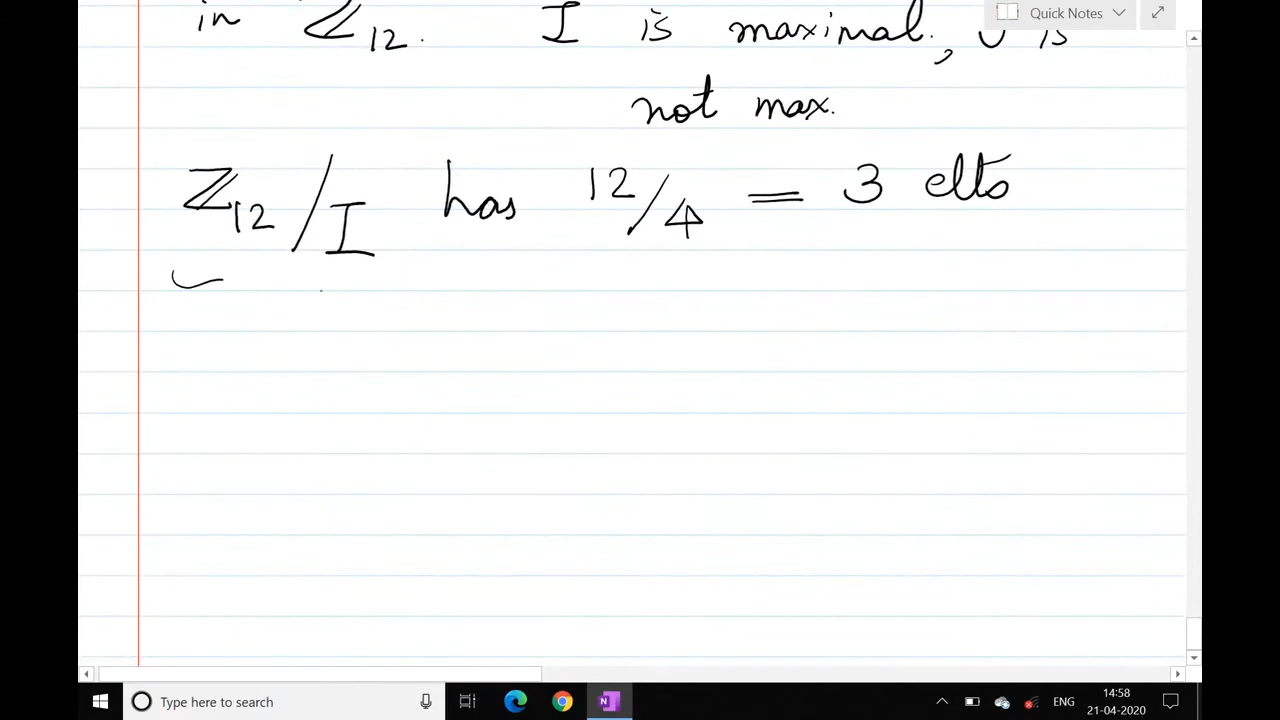 Quick Notes
in ℤ₁₂. I is maximal., J is
not max.
ℤ₁₂/I has 12/4 = 3 elts
Type here to search
ENG
14:58
21-04-2020